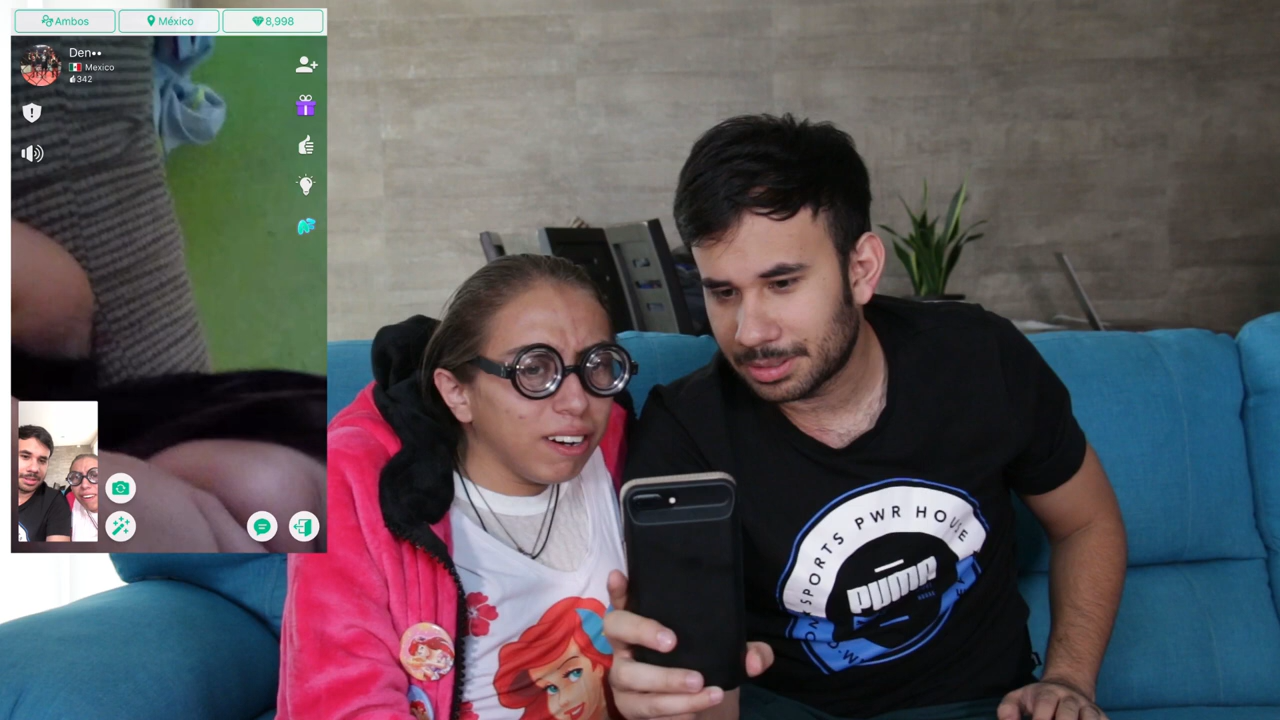 Ambos
México
8,998
Den••
Mexico
342
SPORTS PWR HOUSE
PUMA